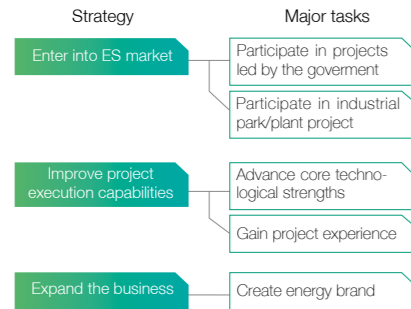 Strategy
Major tasks
Enter into ES market
Participate in projects
led by the goverment
Participate in industrial
park/plant project
Improve project
execution capabilities
Advance core techno-
logical strengths
Gain project experience
Expand the business
Create energy brand